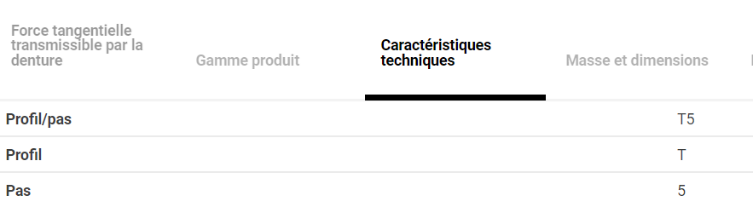 Force tangentielle
transmissible par la
denture
Gamme produit
Caractéristiques
techniques
Masse et dimensions
Profil/pas
T5
Profil
T
Pas
5